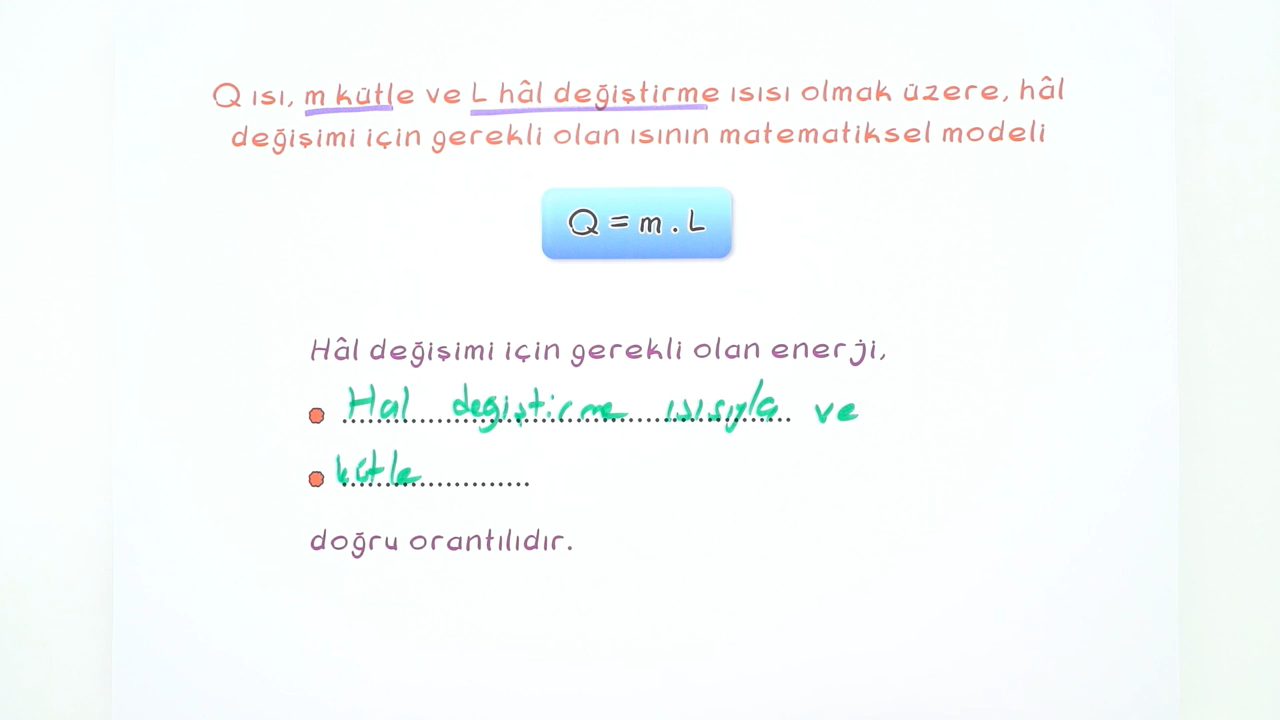 Q ısı, m kütle ve L hâl değiştirme ısısı olmak üzere, hâl
değişimi için gerekli olan ısının matematiksel modeli
Q = m . L
Hâl değişimi için gerekli olan enerji,
Hal değiştirme ısısıyla ve
kütle
doğru orantılıdır.